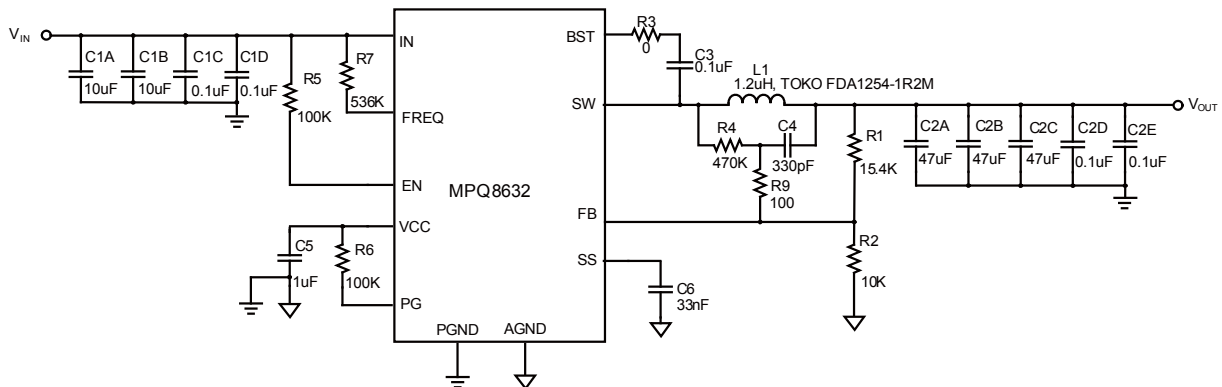 VIN
C1A
10uF
C1B
10uF
C1C
0.1uF
C1D
0.1uF
R5
100K
R7
536K
IN
FREQ
EN
VCC
C5
1uF
R6
100K
PG
MPQ8632
PGND
AGND
BST
SW
FB
SS
R3
0
C3
0.1uF
L1
1.2uH, TOKO FDA1254-1R2M
R4
470K
C4
330pF
R9
100
R1
15.4K
R2
10K
C6
33nF
C2A
47uF
C2B
47uF
C2C
47uF
C2D
0.1uF
C2E
0.1uF
VOUT